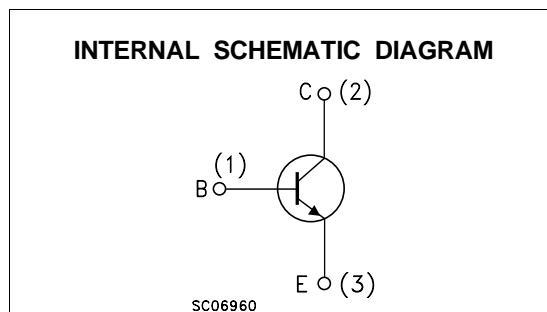 INTERNAL SCHEMATIC DIAGRAM
C (2)
(1)
B
E (3)
SC06960